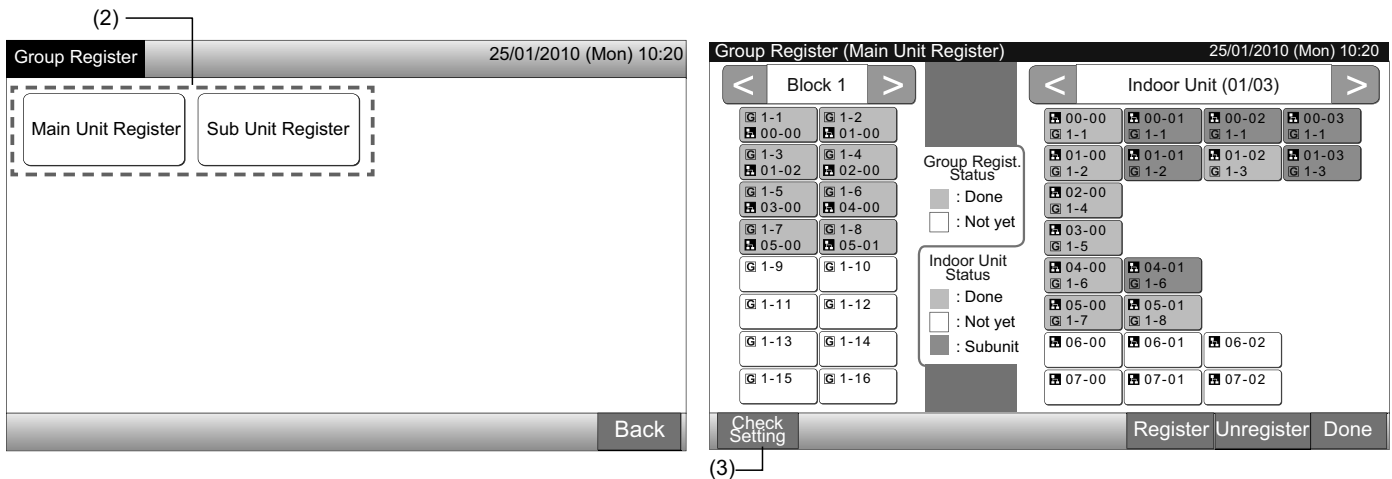 (2)
Group Register
25/01/2010 (Mon) 10:20
Main Unit Register
Sub Unit Register
Back
Group Register (Main Unit Register)
25/01/2010 (Mon) 10:20
< Block 1 >
G 1-1
00-00
G 1-2
01-00
G 1-3
01-02
G 1-4
02-00
G 1-5
03-00
G 1-6
04-00
G 1-7
05-00
G 1-8
05-01
G 1-9
G 1-10
G 1-11
G 1-12
G 1-13
G 1-14
G 1-15
G 1-16
Group Regist.
Status
: Done
: Not yet
Indoor Unit
Status
: Done
: Not yet
: Subunit
< Indoor Unit (01/03) >
00-00
G 1-1
00-01
G 1-1
00-02
G 1-1
00-03
G 1-1
01-00
G 1-2
01-01
G 1-2
01-02
G 1-3
01-03
G 1-3
02-00
G 1-4
03-00
G 1-5
04-00
G 1-6
04-01
G 1-6
05-00
G 1-7
05-01
G 1-8
06-00
06-01
06-02
07-00
07-01
07-02
Check
Setting
Register
Unregister
Done
(3)